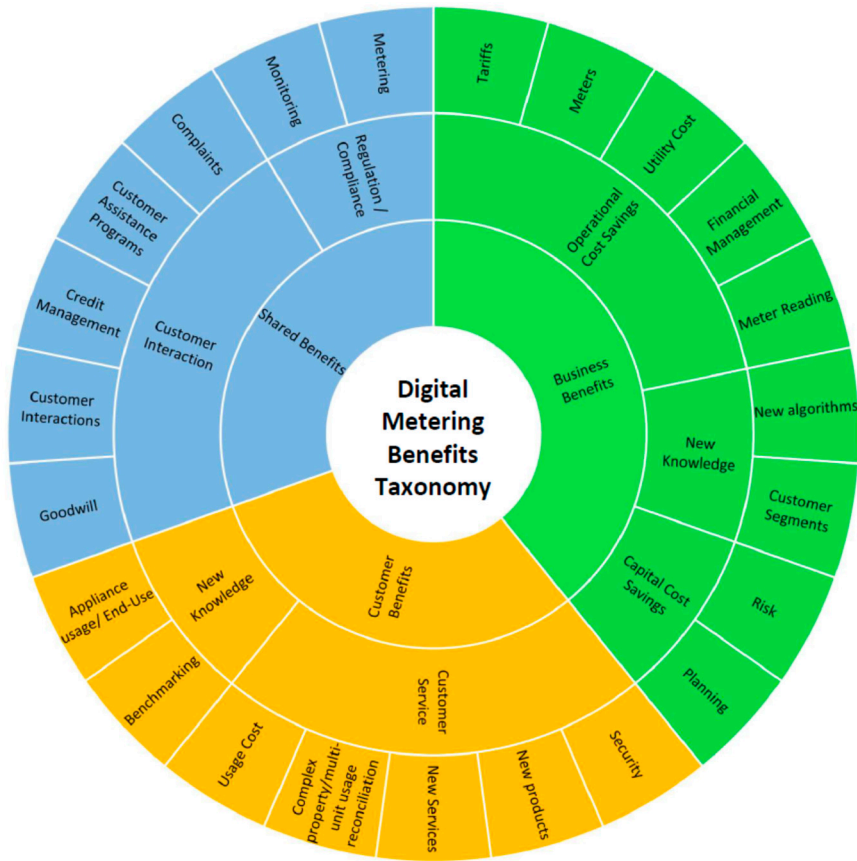 Digital
Metering
Benefits
Taxonomy
Business
Benefits
Operational
Cost Savings
Tariffs
Meters
Utility Cost
Financial
Management
Meter Reading
New
Knowledge
New algorithms
Customer
Segments
Capital Cost
Savings
Risk
Planning
Customer
Benefits
Customer
Service
Security
New products
New Services
Complex
property/multi-
unit usage
reconciliation
Usage Cost
New
Knowledge
Benchmarking
Appliance
usage/ End-Use
Shared Benefits
Customer
Interaction
Goodwill
Customer
Interactions
Credit
Management
Customer
Assistance
Programs
Complaints
Regulation /
Compliance
Monitoring
Metering